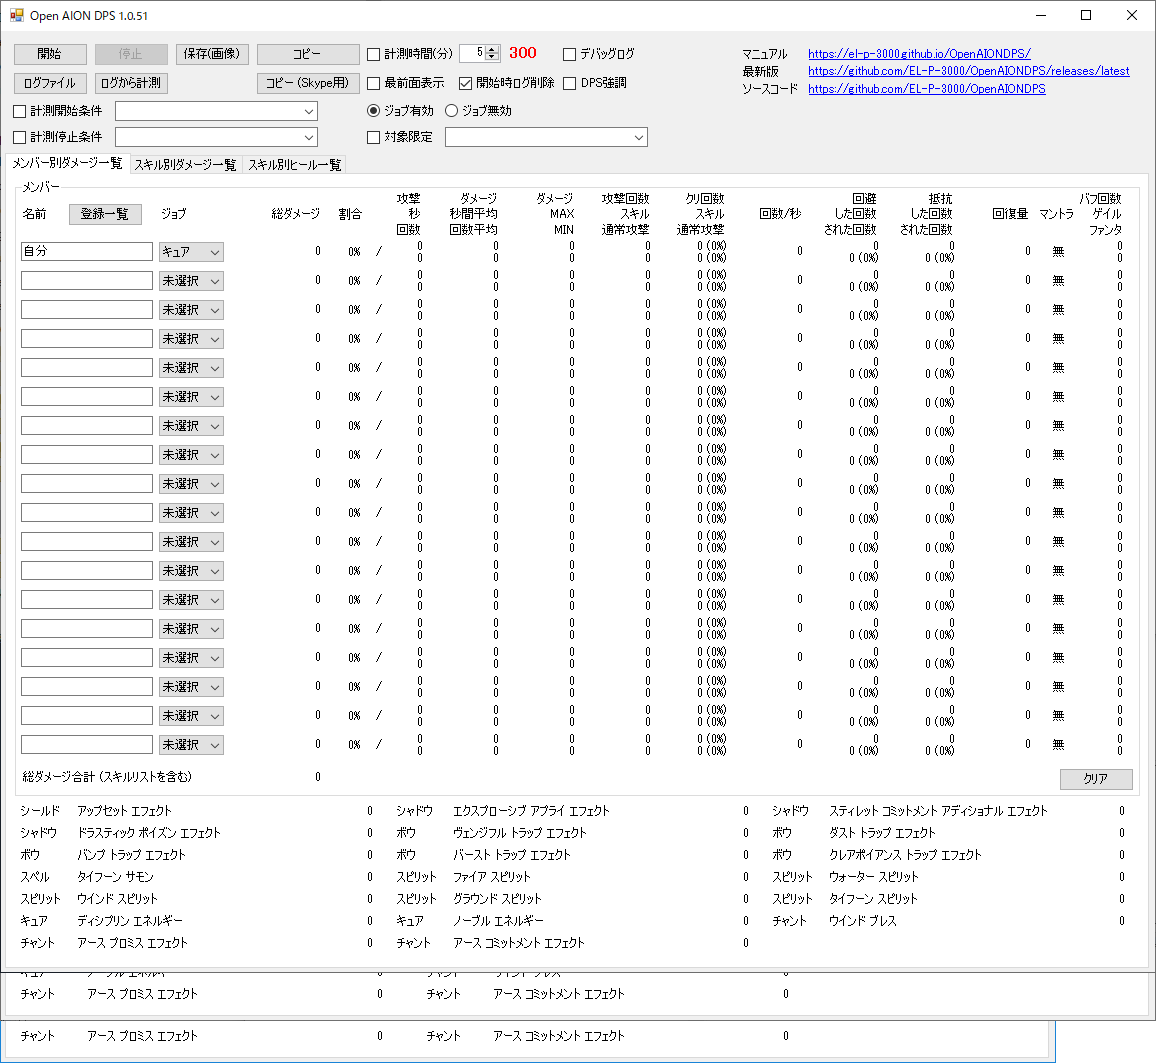 Open AION DPS 1.0.51
開始 停止 保存(画像) コピー 計測時間(分) 5 300 デバッグログ
マニュアル https://el-p-3000.github.io/OpenAIONDPS/
最新版 https://github.com/EL-P-3000/OpenAIONDPS/releases/latest
ログファイル ログから計測 コピー (Skype用) 最前面表示 開始時ログ削除 DPS強調
ソースコード https://github.com/EL-P-3000/OpenAIONDPS
計測開始条件 ジョブ有効 ジョブ無効
計測停止条件 対象限定
メンバー別ダメージ一覧 スキル別ダメージ一覧 スキル別ヒール一覧
メンバー
攻撃 ダメージ ダメージ 攻撃回数 クリ回数 回避 抵抗 バフ回数
名前 登録一覧 ジョブ 総ダメージ 割合 秒 秒間平均 MAX スキル スキル 回数/秒 した回数 した回数 回復量 マントラ ゲイル
回数 回数平均 MIN 通常攻撃 通常攻撃 された回数 された回数 ファンタ
0 0 0 0 0 (0%) 0 0 0
自分 キュア 0 0% / 0 0 無
0 0 0 0 0 (0%) 0 (0%) 0 (0%) 0
0 0 0 0 0 (0%) 0 0 0
未選択 0 0% / 0 0 無
0 0 0 0 0 (0%) 0 (0%) 0 (0%) 0
0 0 0 0 0 (0%) 0 0 0
未選択 0 0% / 0 0 無
0 0 0 0 0 (0%) 0 (0%) 0 (0%) 0
0 0 0 0 0 (0%) 0 0 0
未選択 0 0% / 0 0 無
0 0 0 0 0 (0%) 0 (0%) 0 (0%) 0
0 0 0 0 0 (0%) 0 0 0
未選択 0 0% / 0 0 無
0 0 0 0 0 (0%) 0 (0%) 0 (0%) 0
0 0 0 0 0 (0%) 0 0 0
未選択 0 0% / 0 0 無
0 0 0 0 0 (0%) 0 (0%) 0 (0%) 0
0 0 0 0 0 (0%) 0 0 0
未選択 0 0% / 0 0 無
0 0 0 0 0 (0%) 0 (0%) 0 (0%) 0
0 0 0 0 0 (0%) 0 0 0
未選択 0 0% / 0 0 無
0 0 0 0 0 (0%) 0 (0%) 0 (0%) 0
0 0 0 0 0 (0%) 0 0 0
未選択 0 0% / 0 0 無
0 0 0 0 0 (0%) 0 (0%) 0 (0%) 0
0 0 0 0 0 (0%) 0 0 0
未選択 0 0% / 0 0 無
0 0 0 0 0 (0%) 0 (0%) 0 (0%) 0
0 0 0 0 0 (0%) 0 0 0
未選択 0 0% / 0 0 無
0 0 0 0 0 (0%) 0 (0%) 0 (0%) 0
0 0 0 0 0 (0%) 0 0 0
未選択 0 0% / 0 0 無
0 0 0 0 0 (0%) 0 (0%) 0 (0%) 0
0 0 0 0 0 (0%) 0 0 0
未選択 0 0% / 0 0 無
0 0 0 0 0 (0%) 0 (0%) 0 (0%) 0
0 0 0 0 0 (0%) 0 0 0
未選択 0 0% / 0 0 無
0 0 0 0 0 (0%) 0 (0%) 0 (0%) 0
0 0 0 0 0 (0%) 0 0 0
未選択 0 0% / 0 0 無
0 0 0 0 0 (0%) 0 (0%) 0 (0%) 0
0 0 0 0 0 (0%) 0 0 0
未選択 0 0% / 0 0 無
0 0 0 0 0 (0%) 0 (0%) 0 (0%) 0
0 0 0 0 0 (0%) 0 0 0
未選択 0 0% / 0 0 無
0 0 0 0 0 (0%) 0 (0%) 0 (0%) 0
0 0 0 0 0 (0%) 0 0 0
未選択 0 0% / 0 0 無
0 0 0 0 0 (0%) 0 (0%) 0 (0%) 0
総ダメージ合計 (スキルリストを含む) 0 クリア
シールド アップセット エフェクト 0 シャドウ エクスプローシブ アプライ エフェクト 0 シャドウ スティレット コミットメント アディショナル エフェクト 0
シャドウ ドラスティック ポイズン エフェクト 0 ボウ ヴェンジフル トラップ エフェクト 0 ボウ ダスト トラップ エフェクト 0
ボウ バンプ トラップ エフェクト 0 ボウ バースト トラップ エフェクト 0 ボウ クレアボイアンス トラップ エフェクト 0
スペル タイフーン サモン 0 スピリット ファイア スピリット 0 スピリット ウォーター スピリット 0
スピリット ウインド スピリット 0 スピリット グラウンド スピリット 0 スピリット タイフーン スピリット 0
キュア ディシプリン エネルギー 0 キュア ノーブル エネルギー 0 チャント ウインド ブレス 0
チャント アース プロミス エフェクト 0 チャント アース コミットメント エフェクト 0
チャント アース プロミス エフェクト 0 チャント アース コミットメント エフェクト 0
チャント アース プロミス エフェクト 0 チャント アース コミットメント エフェクト 0